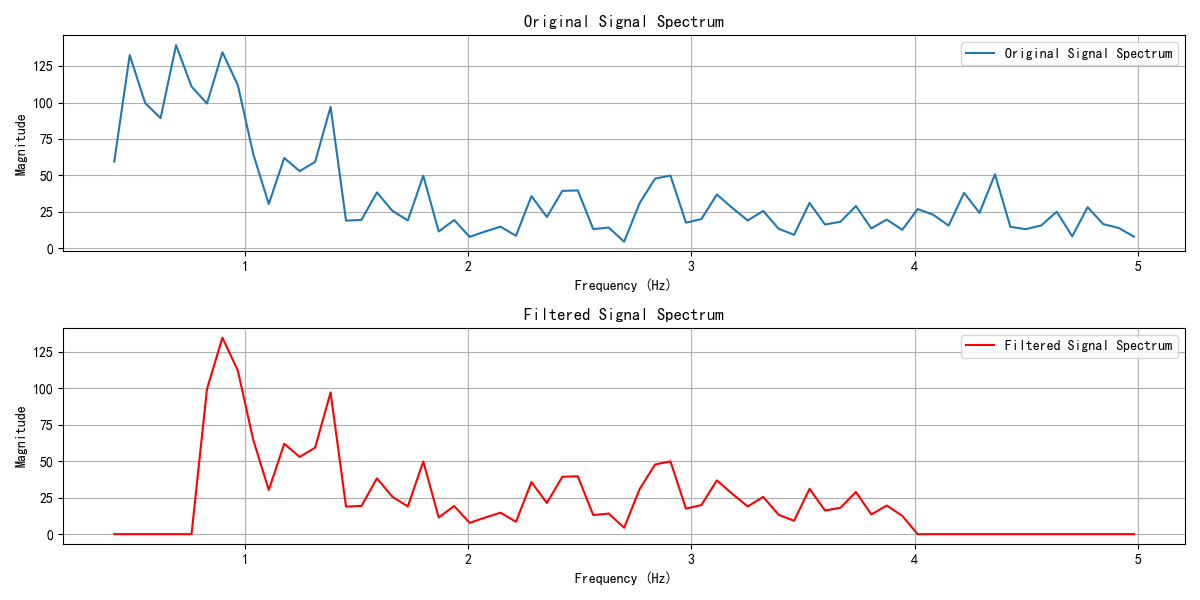 Original Signal Spectrum
Original Signal Spectrum
125
100
75
50
25
0
Magnitude
1 2 3 4 5
Frequency (Hz)
Filtered Signal Spectrum
Filtered Signal Spectrum
125
100
75
50
25
0
Magnitude
1 2 3 4 5
Frequency (Hz)